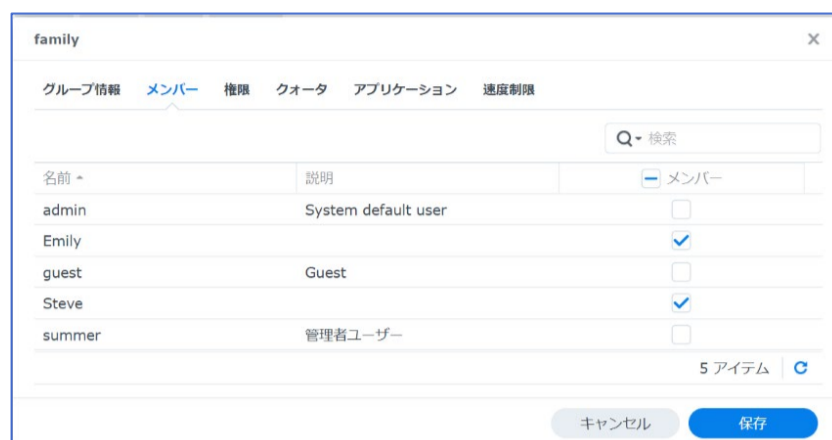 family
グループ情報 メンバー 権限 クォータ アプリケーション 速度制限
検索
名前 説明 メンバー
admin System default user
Emily
guest Guest
Steve
summer 管理者ユーザー
5 アイテム
キャンセル 保存